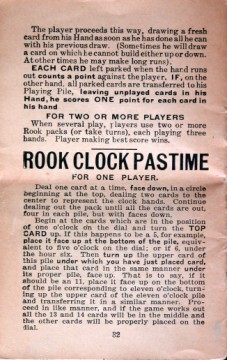 The player proceeds this way, drawing a fresh
card from his Hand as soon as he has done all he can
with his previous draw. (Sometimes he will draw
a card on which he cannot build either up or down.
At other times he may make long runs).
EACH CARD left parked when the hand runs
out counts a point against the player. IF, on the
other hand, all parked cards are transferred to his
Playing Pile, leaving unplayed cards in his
Hand, he scores ONE point for each card in
his hand.
FOR TWO OR MORE PLAYERS
When several play, players use two or more
Rook packs (or take turns), each playing three
hands. Player making best score wins.
ROOK CLOCK PASTIME
FOR ONE PLAYER.
Deal one card at a time, face down, in a circle
beginning at the top, dealing two cards to the
center to represent the clock hands. Continue
dealing out the pack until all the cards are out,
four in each pile, but with faces down.
Begin at the cards which are in the position
of one o'clock on the dial and turn the TOP
CARD up. If this happens to be a 5, for example,
place it face up at the bottom of the pile, equiv-
alent to five o'clock on the dial; or if 6, under
the hour six. Then turn up the upper card of
this pile under which you have just placed card,
and place that card in the same manner under
its proper pile, face up. That is to say, if it
should be an 11, place it face up on the bottom
of the pile corresponding to eleven o'clock, turn-
ing up the upper card of the eleven o'clock pile
and transferring it in a similar manner. Pro-
ceed in like manner, and if the game works out
all the 13 and 14 cards will be in the middle and
the other cards will be properly placed on the
dial.
22